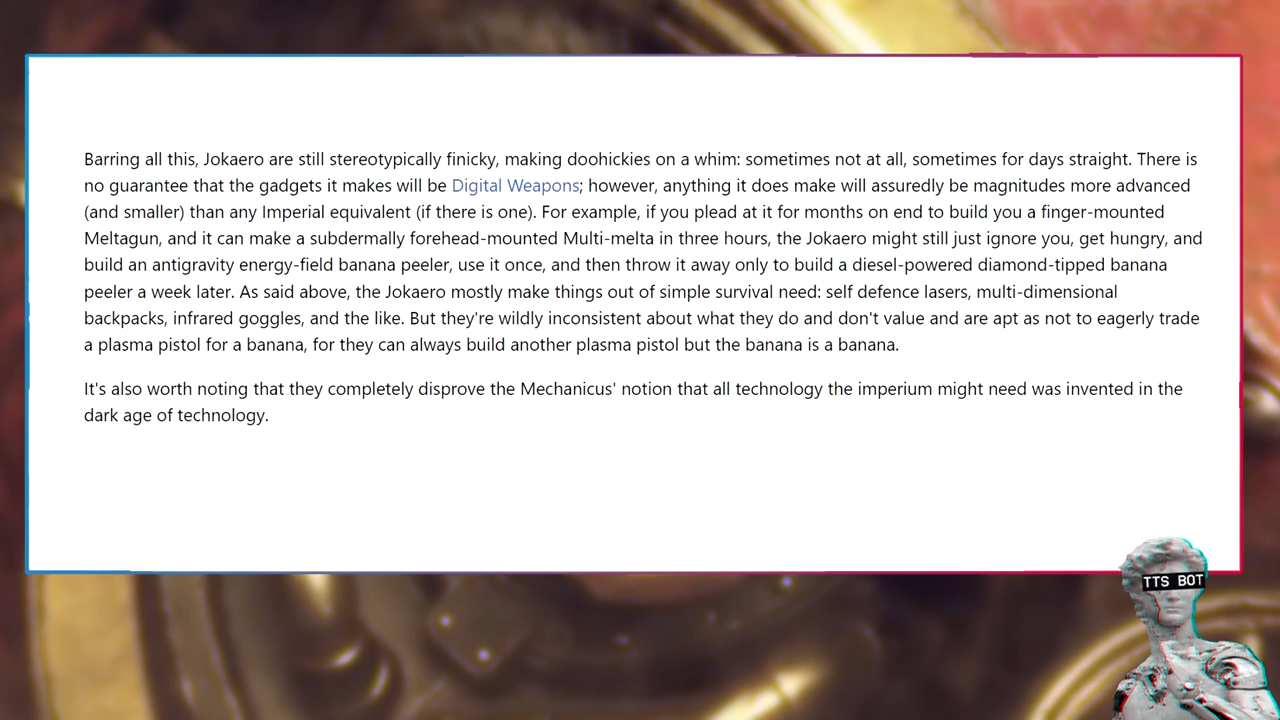 Barring all this, Jokaero are still stereotypically finicky, making doohickies on a whim: sometimes not at all, sometimes for days straight. There is
no guarantee that the gadgets it makes will be Digital Weapons; however, anything it does make will assuredly be magnitudes more advanced
(and smaller) than any Imperial equivalent (if there is one). For example, if you plead at it for months on end to build you a finger-mounted
Meltagun, and it can make a subdermally forehead-mounted Multi-melta in three hours, the Jokaero might still just ignore you, get hungry, and
build an antigravity energy-field banana peeler, use it once, and then throw it away only to build a diesel-powered diamond-tipped banana
peeler a week later. As said above, the Jokaero mostly make things out of simple survival need: self defence lasers, multi-dimensional
backpacks, infrared goggles, and the like. But they're wildly inconsistent about what they do and don't value and are apt as not to eagerly trade
a plasma pistol for a banana, for they can always build another plasma pistol but the banana is a banana.
It's also worth noting that they completely disprove the Mechanicus' notion that all technology the imperium might need was invented in the
dark age of technology.
TTS BOT